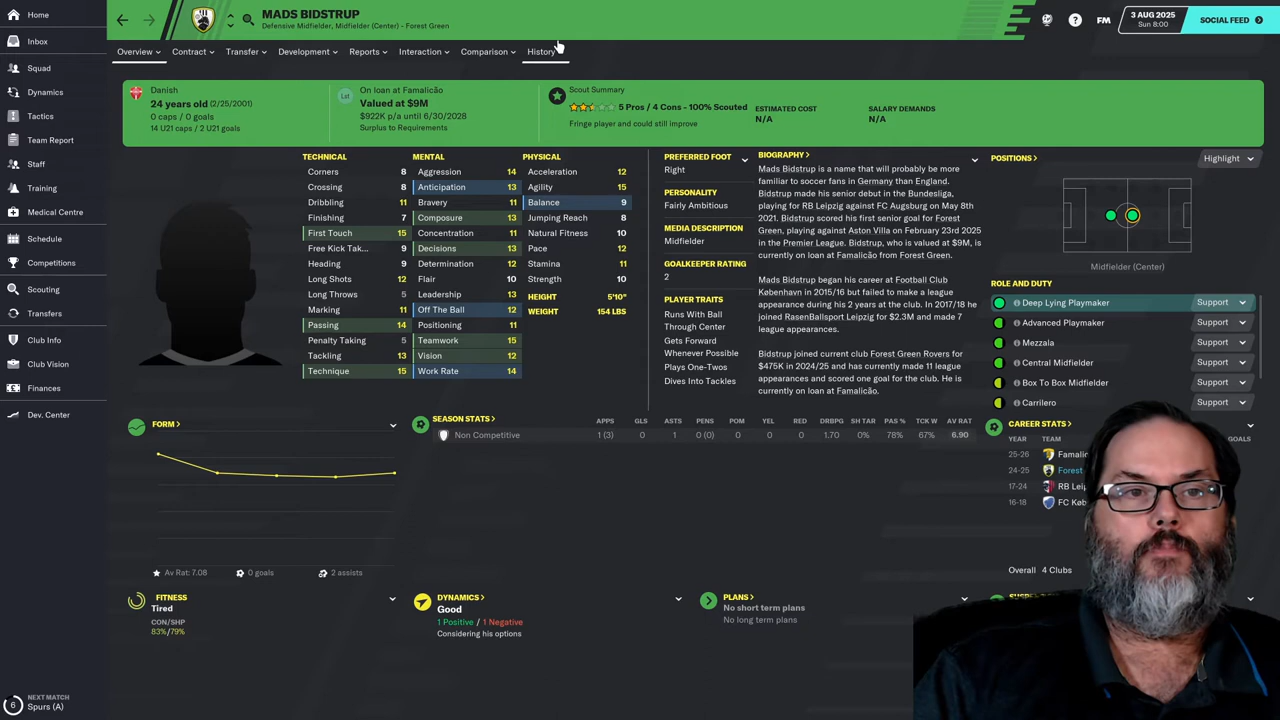 Home
Inbox
Squad
Dynamics
Tactics
Team Report
Staff
Training
Medical Centre
Schedule
Competitions
Scouting
Transfers
Club Info
Club Vision
Finances
Dev. Center
6
NEXT MATCH
Spurs (A)
MADS BIDSTRUP
Defensive Midfielder, Midfielder (Center) - Forest Green
FM
3 AUG 2025
Sun 8:00
SOCIAL FEED
Overview
Contract
Transfer
Development
Reports
Interaction
Comparison
History
Danish
24 years old (2/25/2001)
0 caps / 0 goals
14 U21 caps / 2 U21 goals
Lst
On loan at Famalicão
Valued at $9M
$922K p/a until 6/30/2028
Surplus to Requirements
Scout Summary
5 Pros / 4 Cons - 100% Scouted
Fringe player and could still improve
ESTIMATED COST
N/A
SALARY DEMANDS
N/A
TECHNICAL
Corners 8
Crossing 8
Dribbling 11
Finishing 7
First Touch 15
Free Kick Tak... 9
Heading 9
Long Shots 12
Long Throws 5
Marking 11
Passing 14
Penalty Taking 5
Tackling 13
Technique 15
MENTAL
Aggression 14
Anticipation 13
Bravery 11
Composure 13
Concentration 11
Decisions 13
Determination 12
Flair 10
Leadership 13
Off The Ball 12
Positioning 11
Teamwork 15
Vision 12
Work Rate 14
PHYSICAL
Acceleration 12
Agility 15
Balance 9
Jumping Reach 8
Natural Fitness 10
Pace 12
Stamina 11
Strength 10
HEIGHT 5'10"
WEIGHT 154 LBS
PREFERRED FOOT
Right
PERSONALITY
Fairly Ambitious
MEDIA DESCRIPTION
Midfielder
GOALKEEPER RATING
2
PLAYER TRAITS
Runs With Ball
Through Center
Gets Forward
Whenever Possible
Plays One-Twos
Dives Into Tackles
BIOGRAPHY
Mads Bidstrup is a name that will probably be more
familiar to soccer fans in Germany than England.
Bidstrup made his senior debut in the Bundesliga,
playing for RB Leipzig against FC Augsburg on May 8th
2021. Bidstrup scored his first senior goal for Forest
Green, playing against Aston Villa on February 23rd 2025
in the Premier League. Bidstrup, who is valued at $9M, is
currently on loan at Famalicão from Forest Green.
Mads Bidstrup began his career at Football Club
København in 2015/16 but failed to make a league
appearance during his 2 years at the club. In 2017/18 he
joined RasenBallsport Leipzig for $2.3M and made 7
league appearances.
Bidstrup joined current club Forest Green Rovers for
$475K in 2024/25 and has currently made 11 league
appearances and scored one goal for the club. He is
currently on loan at Famalicão.
POSITIONS
Highlight
Midfielder (Center)
ROLE AND DUTY
Deep Lying Playmaker Support
Advanced Playmaker Support
Mezzala Support
Central Midfielder Support
Box To Box Midfielder Support
Carrilero Support
FORM
Av Rat: 7.08
0 goals
2 assists
SEASON STATS
APPS GLS ASTS PENS POM YEL RED DRBPG SH TAR PAS % TCK W AV RAT
Non Competitive 1 (3) 0 1 0 (0) 0 0 0 1.70 0% 78% 67% 6.90
CAREER STATS
YEAR TEAM GOALS
25-26
24-25 Forest
17-24
16-18
Overall 4 Clubs
FITNESS
Tired
CON/SHP
83%/79%
DYNAMICS
Good
1 Positive / 1 Negative
Considering his options
PLANS
No short term plans
No long term plans